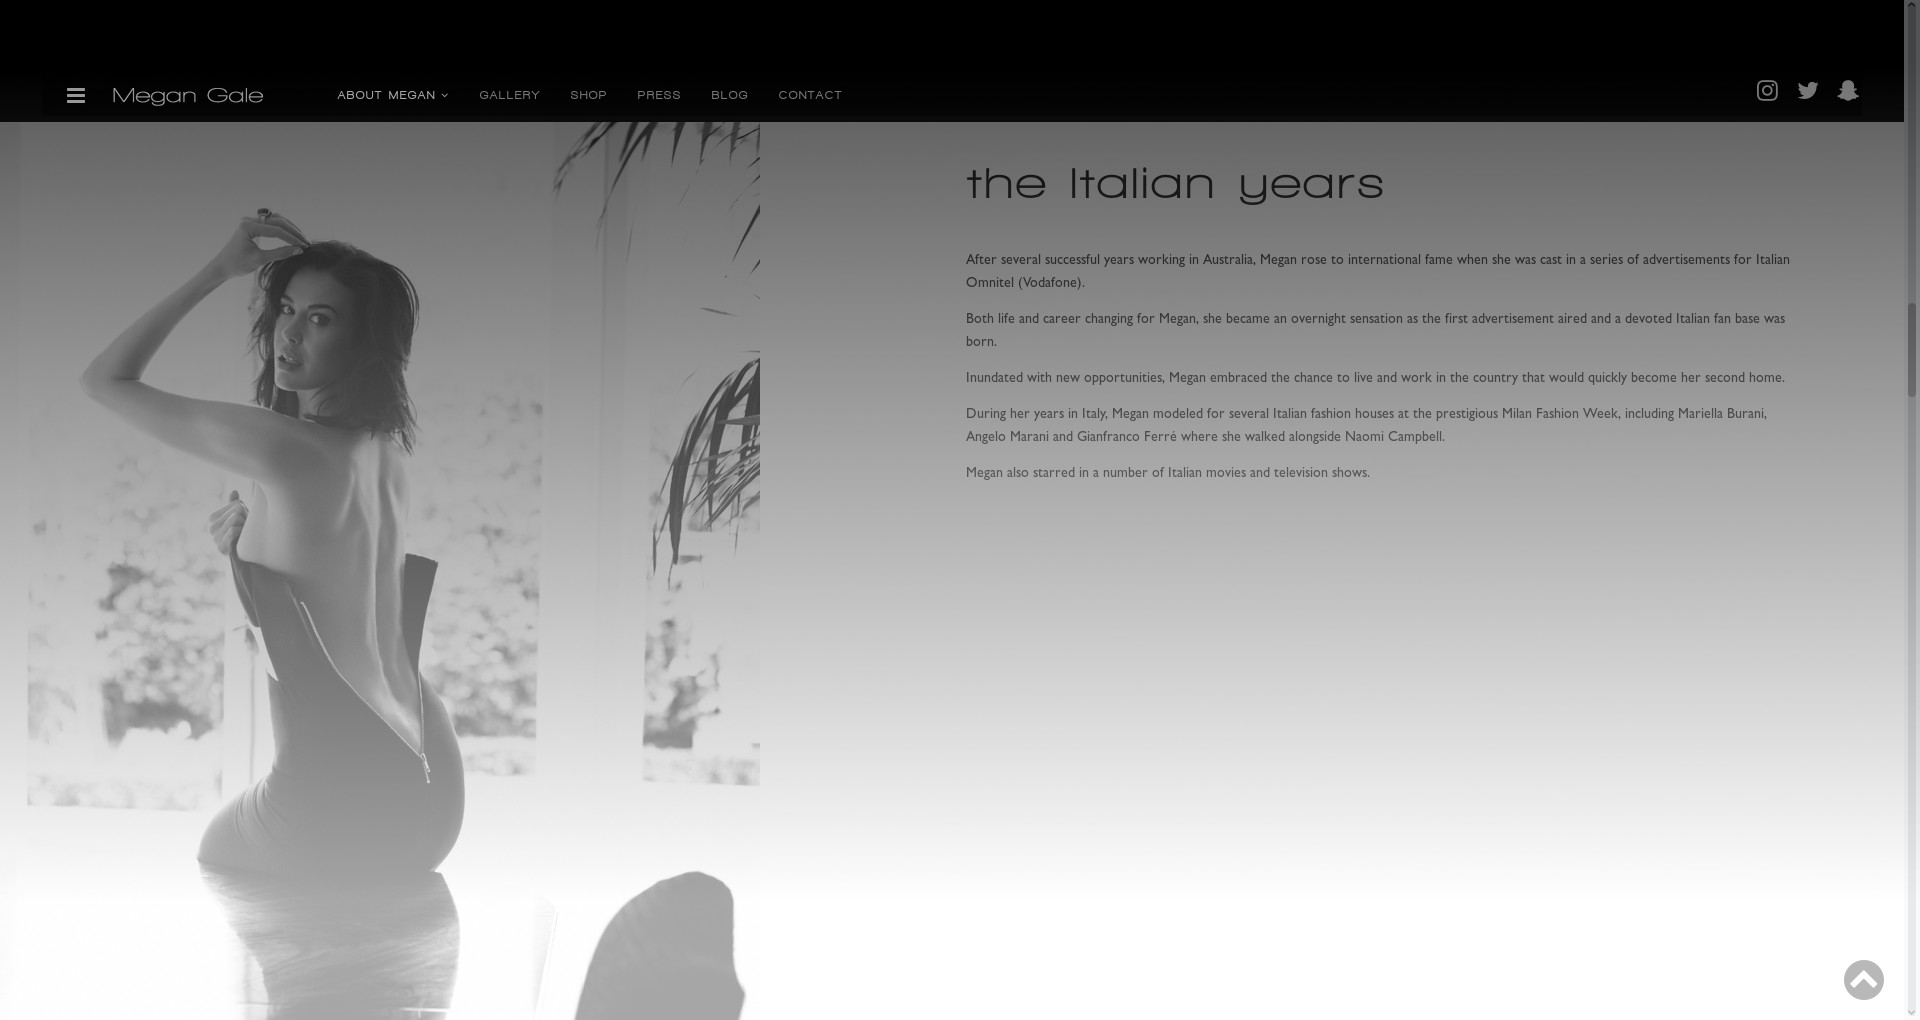 Megan Gale
ABOUT MEGAN
GALLERY
SHOP
PRESS
BLOG
CONTACT
the Italian years
After several successful years working in Australia, Megan rose to international fame when she was cast in a series of advertisements for Italian
Omnitel (Vodafone).
Both life and career changing for Megan, she became an overnight sensation as the first advertisement aired and a devoted Italian fan base was
born.
Inundated with new opportunities, Megan embraced the chance to live and work in the country that would quickly become her second home.
During her years in Italy, Megan modeled for several Italian fashion houses at the prestigious Milan Fashion Week, including Mariella Burani,
Angelo Marani and Gianfranco Ferré where she walked alongside Naomi Campbell.
Megan also starred in a number of Italian movies and television shows.